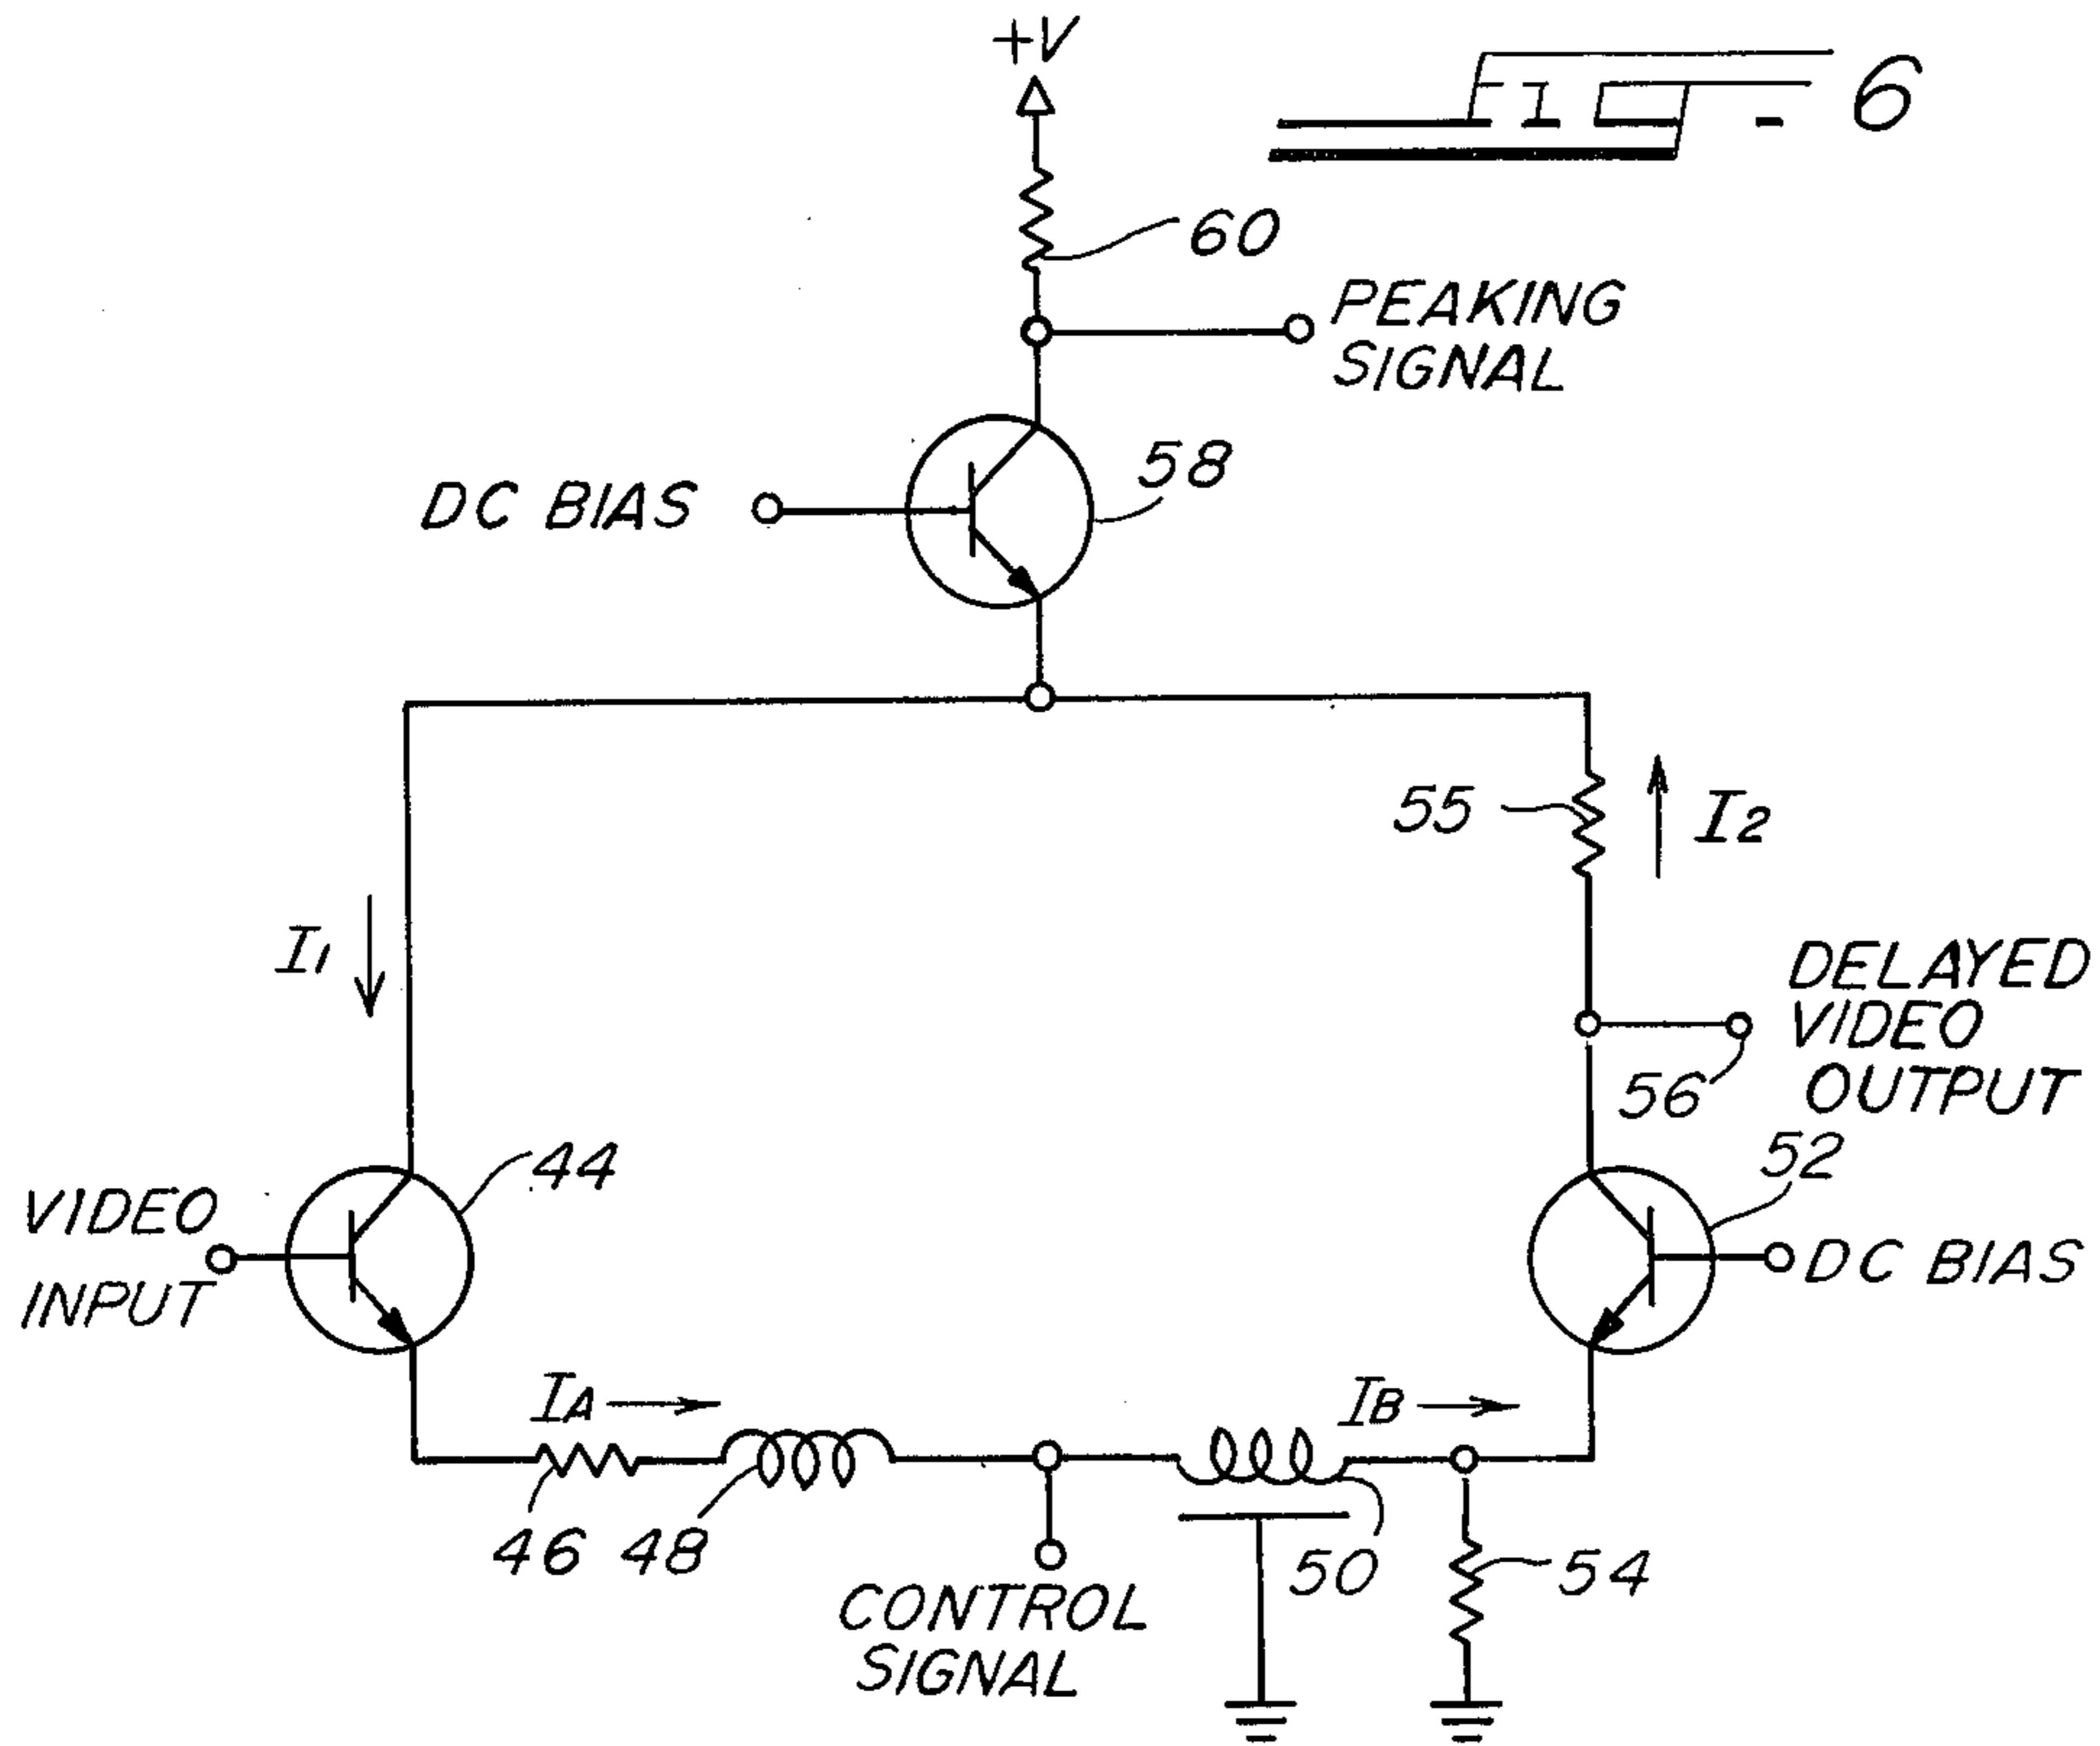 +V
FIG-6
60
PEAKING
SIGNAL
58
DC BIAS
55
I2
I1
DELAYED
VIDEO
OUTPUT
56
52
44
VIDEO
INPUT
DC BIAS
IA
IB
46
48
50
54
CONTROL
SIGNAL